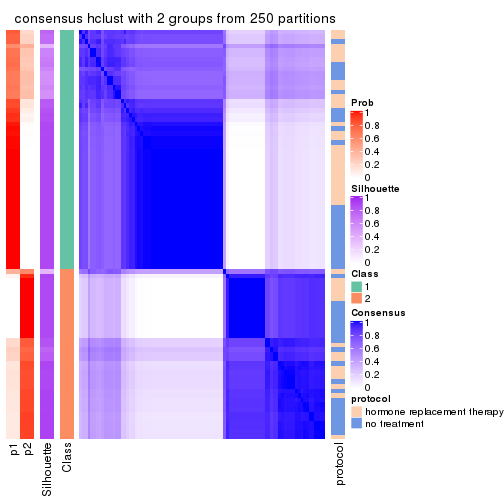 consensus hclust with 2 groups from 250 partitions
Prob
1
0.8
0.6
0.4
0.2
0
Silhouette
1
0.8
0.6
0.4
0.2
0
Class
1
2
Consensus
1
0.8
0.6
0.4
0.2
0
protocol
hormone replacement therapy
no treatment
p1
p2
Silhouette
Class
protocol